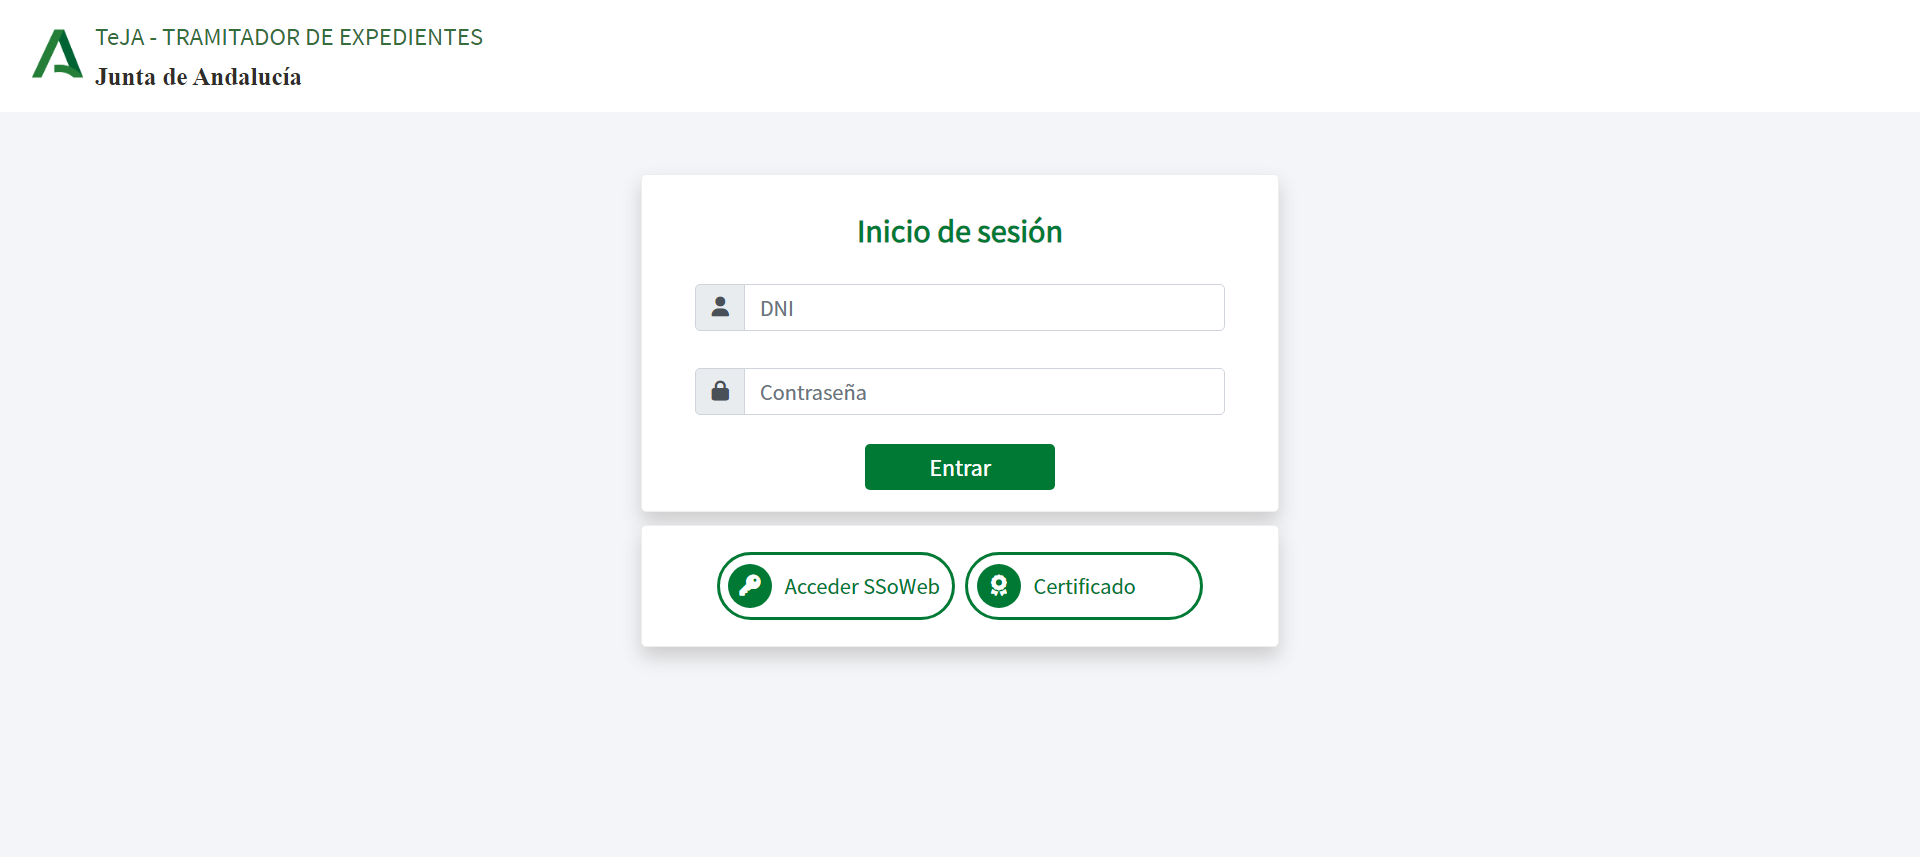 TeJA - TRAMITADOR DE EXPEDIENTES
Junta de Andalucía
Inicio de sesión
DNI
Contraseña
Entrar
Acceder SSoWeb
Certificado